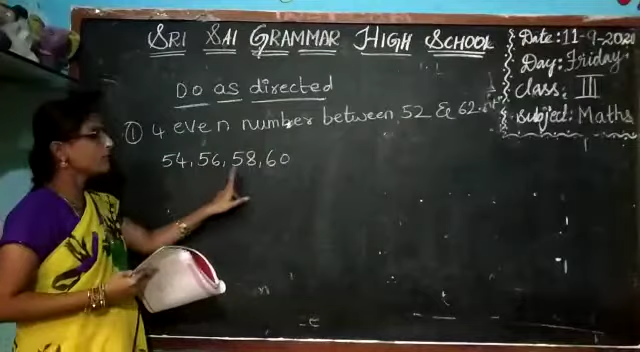 SRI SAI GRAMMAR HIGH SCHOOL
Date: 11-9-2020
Day: Friday
Class: III
Subject: Maths
Do as directed
① 4 even number between 52 & 62.
54, 56, 58, 60